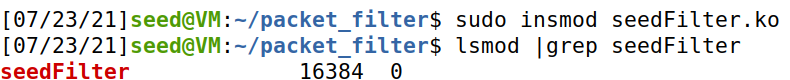 [07/23/21]seed@VM:~/packet_filter$ sudo insmod seedFilter.ko
[07/23/21]seed@VM:~/packet_filter$ lsmod |grep seedFilter
seedFilter             16384  0